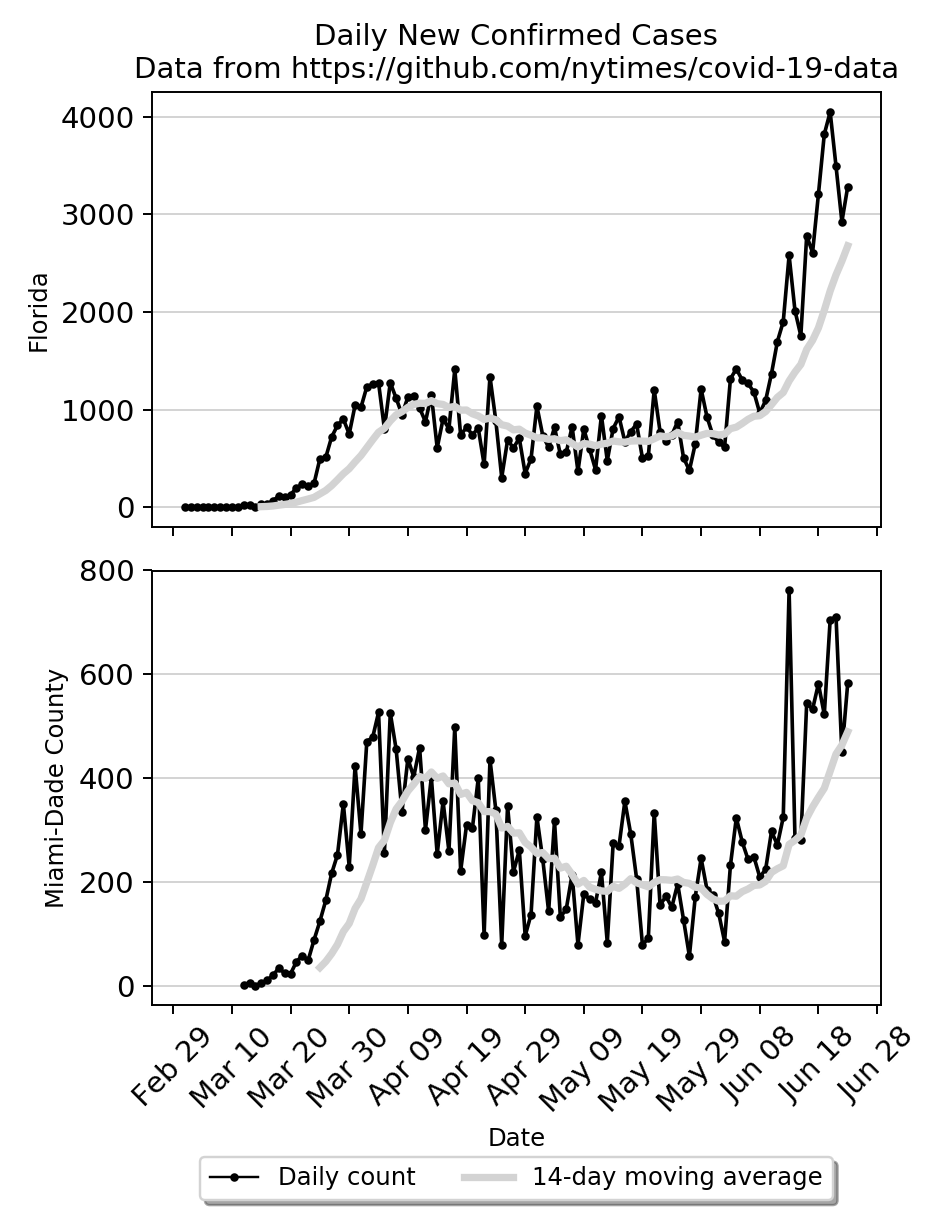 Daily New Confirmed Cases
Data from https://github.com/nytimes/covid-19-data
4000
3000
2000
1000
0
Florida
800
600
400
200
0
Miami-Dade County
Feb 29
Mar 10
Mar 20
Mar 30
Apr 09
Apr 19
Apr 29
May 09
May 19
May 29
Jun 08
Jun 18
Jun 28
Date
Daily count
14-day moving average